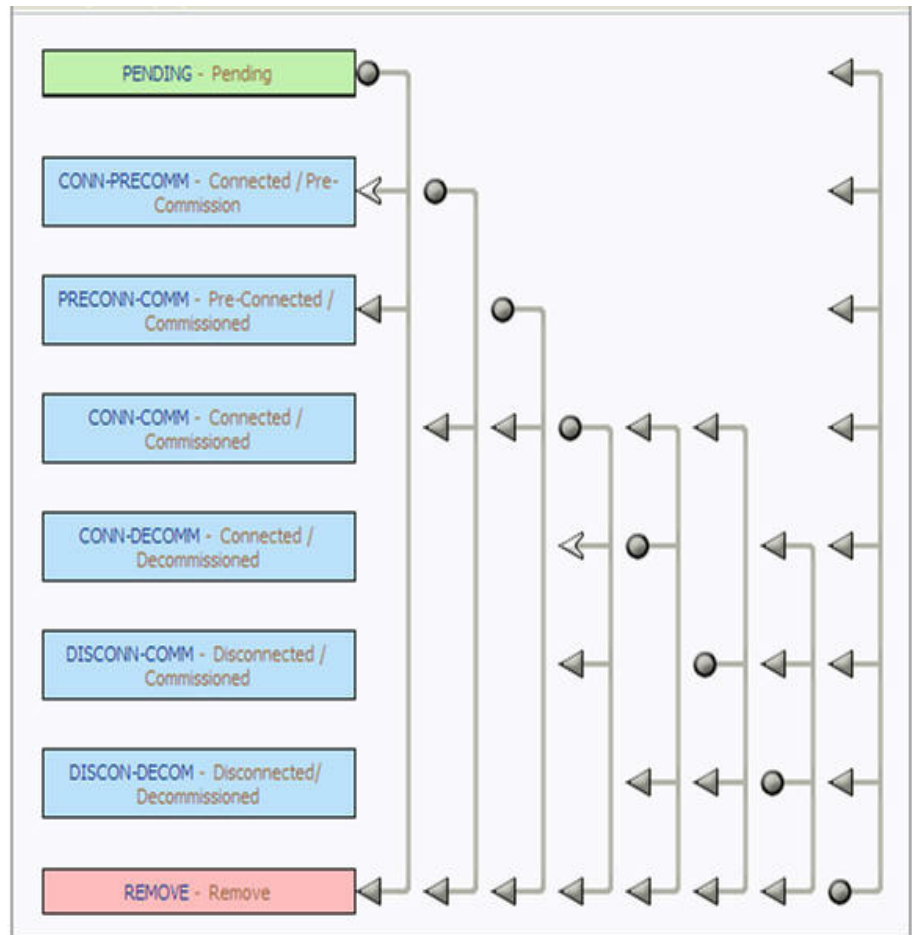 PENDING - Pending
CONN-PRECOMM - Connected / Pre-
Commission
PRECONN-COMM - Pre-Connected /
Commissioned
CONN-COMM - Connected /
Commissioned
CONN-DECOMM - Connected /
Decommissioned
DISCONN-COMM - Disconnected /
Commissioned
DISCON-DECOM - Disconnected/
Decommissioned
REMOVE - Remove